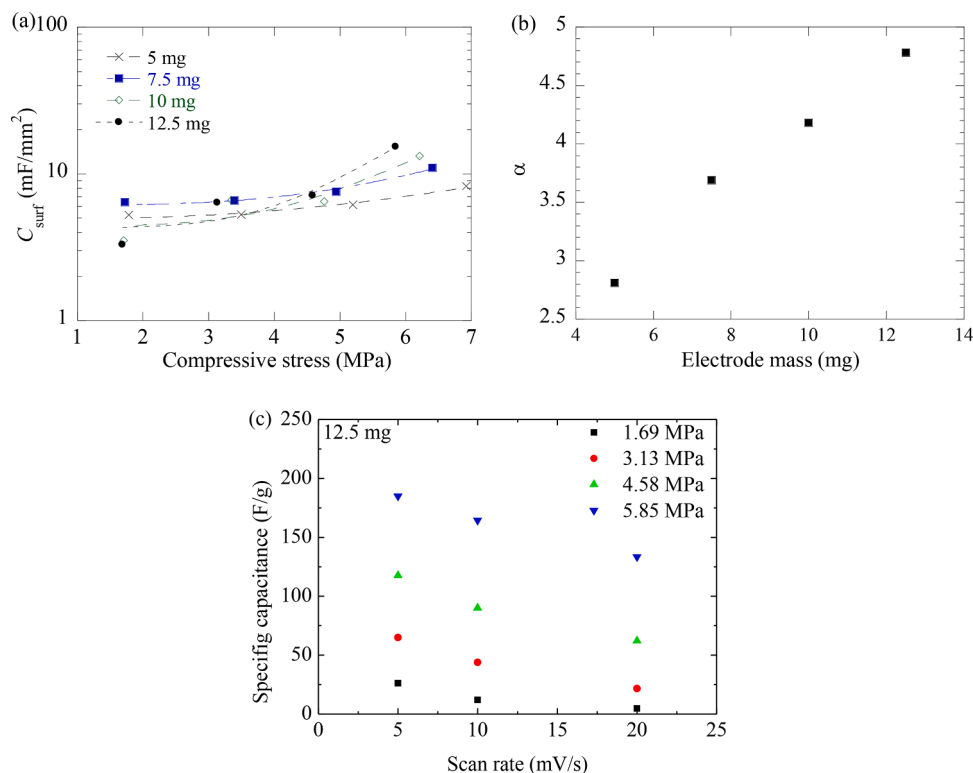 (a)
100
10
1
C surf (mF/mm²)
5 mg
7.5 mg
10 mg
12.5 mg
1 2 3 4 5 6 7
Compressive stress (MPa)
(b)
5
4.5
4
3.5
3
2.5
α
4 6 8 10 12 14
Electrode mass (mg)
(c)
250
200
150
100
50
0
Specifig capacitance (F/g)
12.5 mg
1.69 MPa
3.13 MPa
4.58 MPa
5.85 MPa
0 5 10 15 20 25
Scan rate (mV/s)